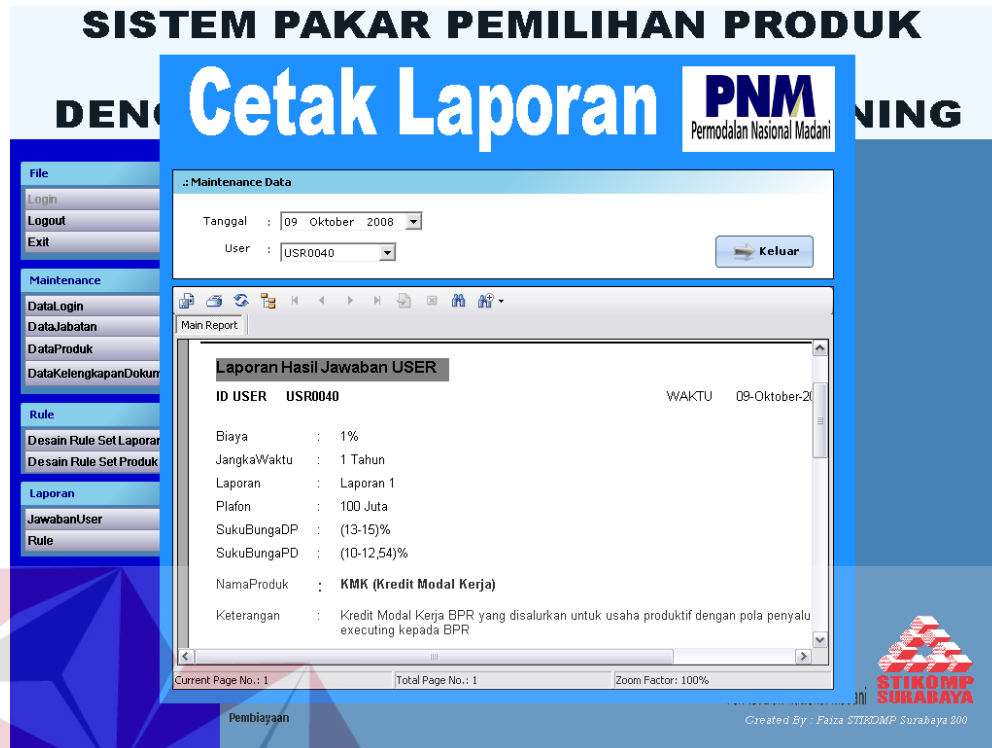 SISTEM PAKAR PEMILIHAN PRODUK
Cetak Laporan
PNM
Permodalan Nasional Madani
File
Login
Logout
Exit
Maintenance
DataLogin
DataJabatan
DataProduk
DataKelengkapanDokum
Rule
Desain Rule Set Laporan
Desain Rule Set Produk
Laporan
JawabanUser
Rule
.: Maintenance Data
Tanggal : 09 Oktober 2008
User : USR0040
Keluar
Main Report
Laporan Hasil Jawaban USER
ID USER USR0040 WAKTU 09-Oktober-20
Biaya : 1%
JangkaWaktu : 1 Tahun
Laporan : Laporan 1
Plafon : 100 Juta
SukuBungaDP : (13-15)%
SukuBungaPD : (10-12,54)%
NamaProduk : KMK (Kredit Modal Kerja)
Keterangan : Kredit Modal Kerja BPR yang disalurkan untuk usaha produktif dengan pola penyalu
executing kepada BPR
Current Page No.: 1 Total Page No.: 1 Zoom Factor: 100%
Pembiayaan
STIKOMP
SURABAYA
Created By : Faiza STIKOMP Surabaya 200